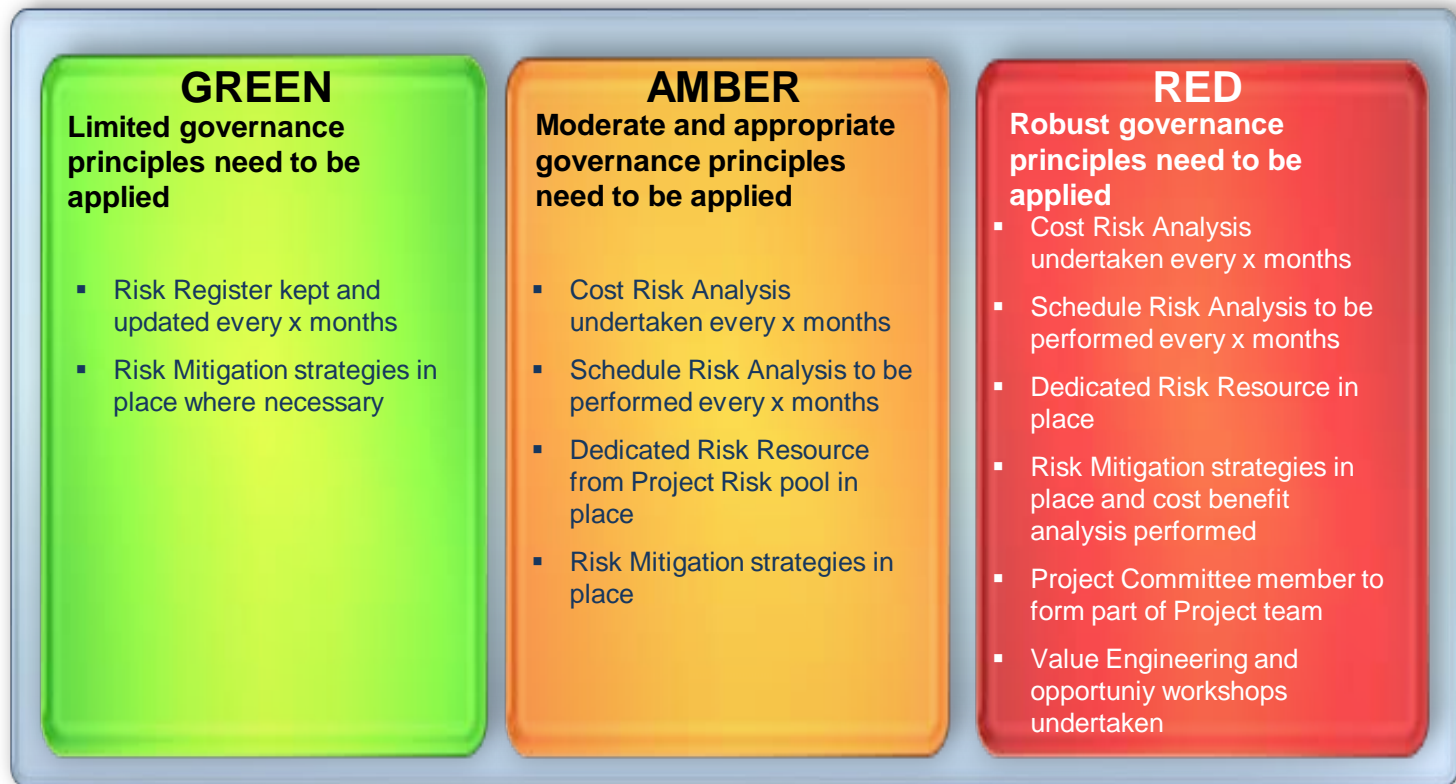 GREEN
Limited governance
principles need to be
applied
▪ Risk Register kept and
updated every x months
▪ Risk Mitigation strategies in
place where necessary
AMBER
Moderate and appropriate
governance principles
need to be applied
▪ Cost Risk Analysis
undertaken every x months
▪ Schedule Risk Analysis to be
performed every x months
▪ Dedicated Risk Resource
from Project Risk pool in
place
▪ Risk Mitigation strategies in
place
RED
Robust governance
principles need to be
applied
▪ Cost Risk Analysis
undertaken every x months
▪ Schedule Risk Analysis to be
performed every x months
▪ Dedicated Risk Resource in
place
▪ Risk Mitigation strategies in
place and cost benefit
analysis performed
▪ Project Committee member to
form part of Project team
▪ Value Engineering and
opportuniy workshops
undertaken